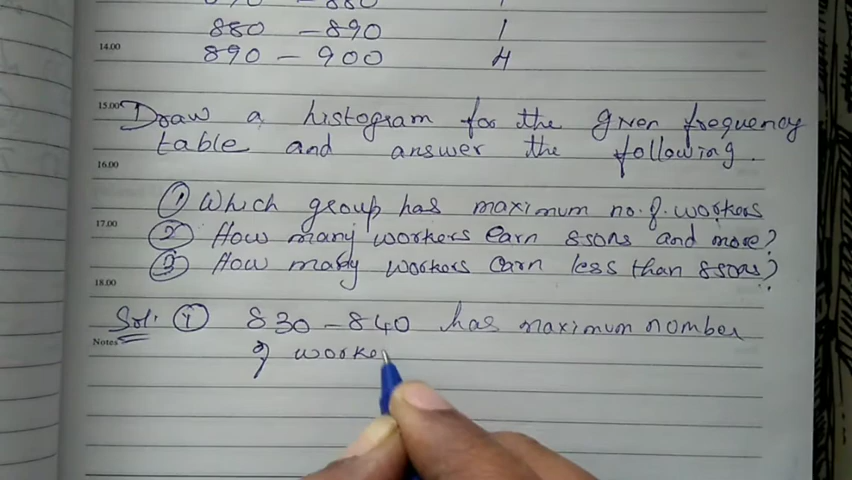 880 – 890 1
14.00 890 – 900 4
15.00 Draw a histogram for the given frequency
table and answer the following.
16.00
① Which group has maximum no. of workers
17.00 ② How many workers earn 850rs and more?
③ How many workers earn less than 850rs?
18.00
Sol: ① 830 – 840 has maximum number
Notes of worke